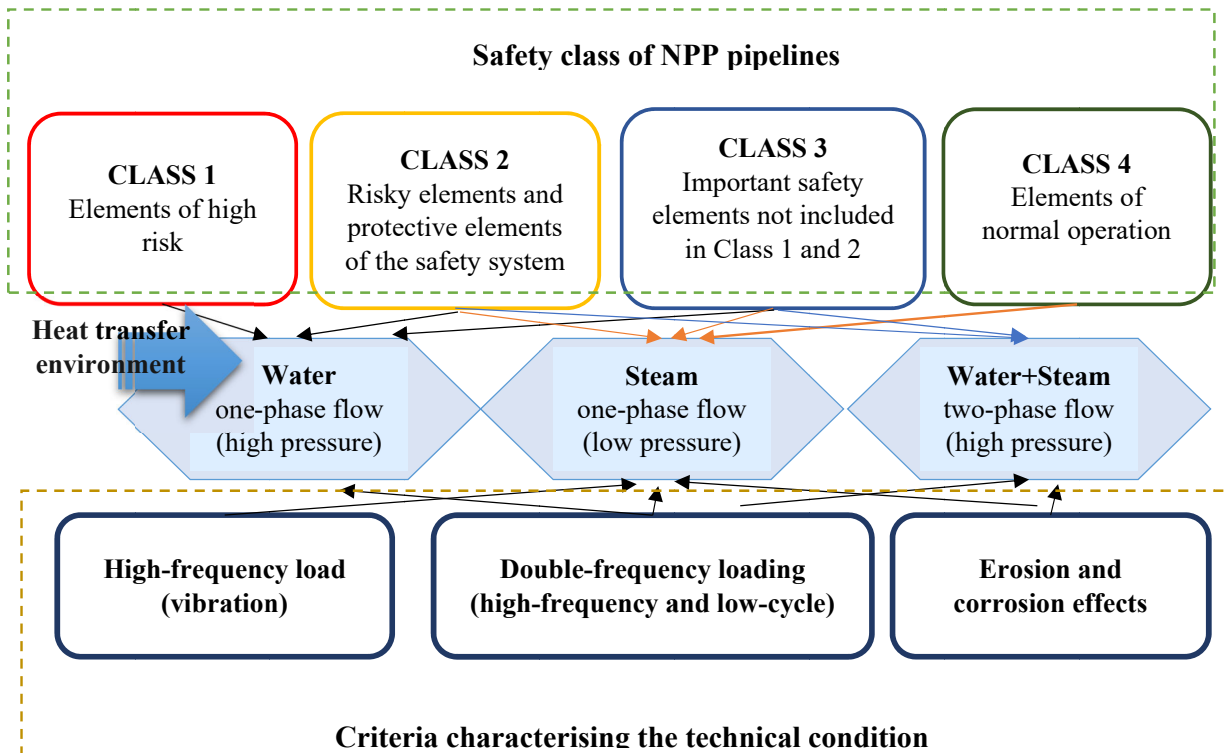 Safety class of NPP pipelines
CLASS 1
Elements of high
risk
CLASS 2
Risky elements and
protective elements
of the safety system
CLASS 3
Important safety
elements not included
in Class 1 and 2
CLASS 4
Elements of
normal operation
Heat transfer
environment
Water
one-phase flow
(high pressure)
Steam
one-phase flow
(low pressure)
Water+Steam
two-phase flow
(high pressure)
High-frequency load
(vibration)
Double-frequency loading
(high-frequency and low-cycle)
Erosion and
corrosion effects
Criteria characterising the technical condition